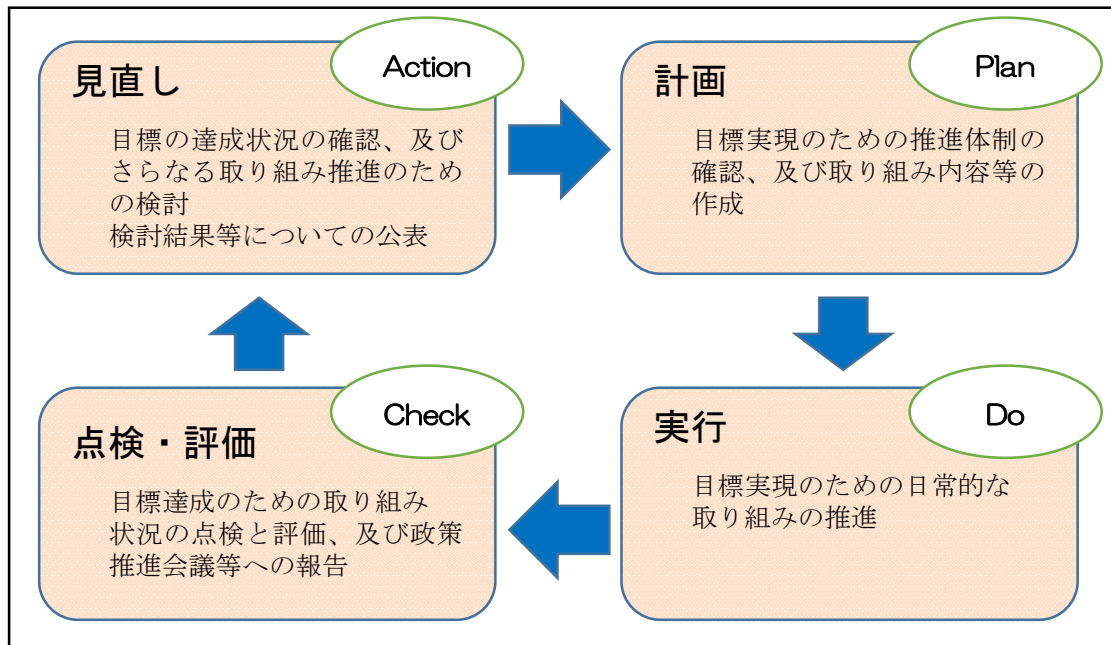 見直し
Action
目標の達成状況の確認、及び
さらなる取り組み推進のため
の検討
検討結果等についての公表
計画
Plan
目標実現のための推進体制の
確認、及び取り組み内容等の
作成
点検・評価
Check
目標達成のための取り組み
状況の点検と評価、及び政策
推進会議等への報告
実行
Do
目標実現のための日常的な
取り組みの推進